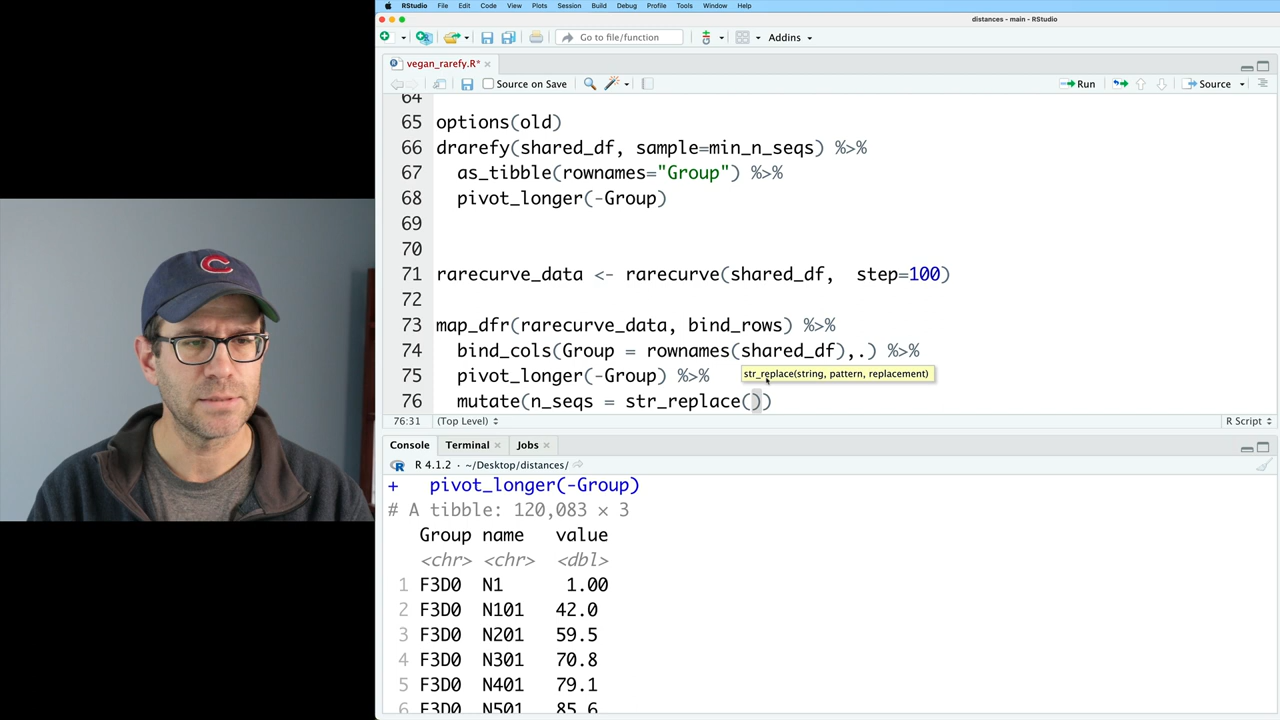 RStudio File Edit Code View Plots Session Build Debug Profile Tools Window Help
distances - main - RStudio
Go to file/function Addins
vegan_rarefy.R*
Source on Save Run Source
64
65 options(old)
66 drarefy(shared_df, sample=min_n_seqs) %>%
67 as_tibble(rownames="Group") %>%
68 pivot_longer(-Group)
69
70
71 rarecurve_data <- rarecurve(shared_df, step=100)
72
73 map_dfr(rarecurve_data, bind_rows) %>%
74 bind_cols(Group = rownames(shared_df),.) %>%
75 pivot_longer(-Group) %>%
str_replace(string, pattern, replacement)
76 mutate(n_seqs = str_replace())
76:31 (Top Level) R Script
Console Terminal Jobs
R 4.1.2 · ~/Desktop/distances/
+ pivot_longer(-Group)
# A tibble: 120,083 × 3
Group name value
<chr> <chr> <dbl>
1 F3D0 N1 1.00
2 F3D0 N101 42.0
3 F3D0 N201 59.5
4 F3D0 N301 70.8
5 F3D0 N401 79.1
6 F3D0 N501 85.6
C